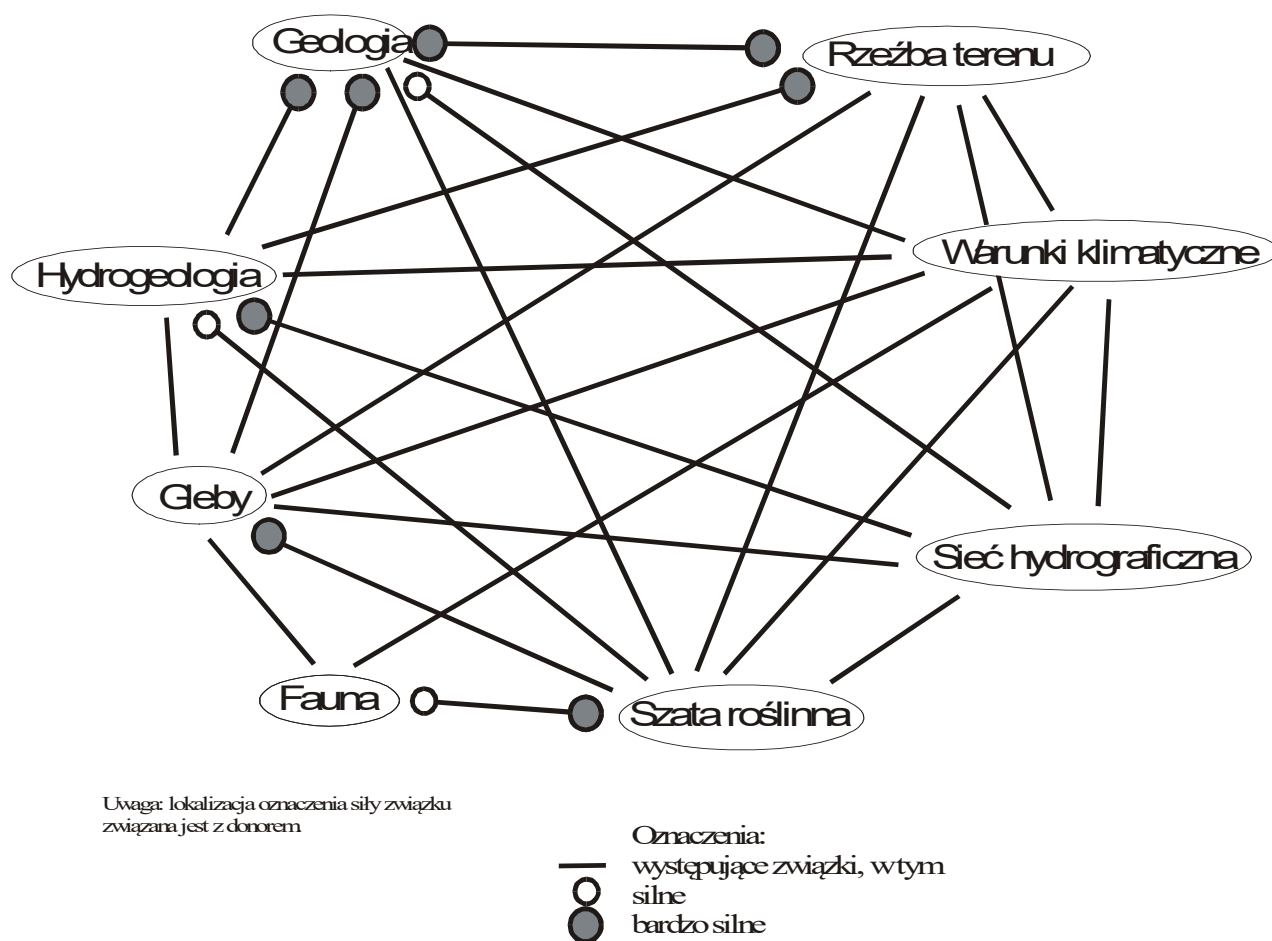 Geologia
Rzeźba terenu
Warunki klimatyczne
Hydrogeologia
Gleby
Sieć hydrograficzna
Fauna
Szata roślinna
Uwaga: lokalizacja oznaczenia siły związku
związana jest z donorem
Oznaczenia:
występujące związki, w tym
silne
bardzo silne